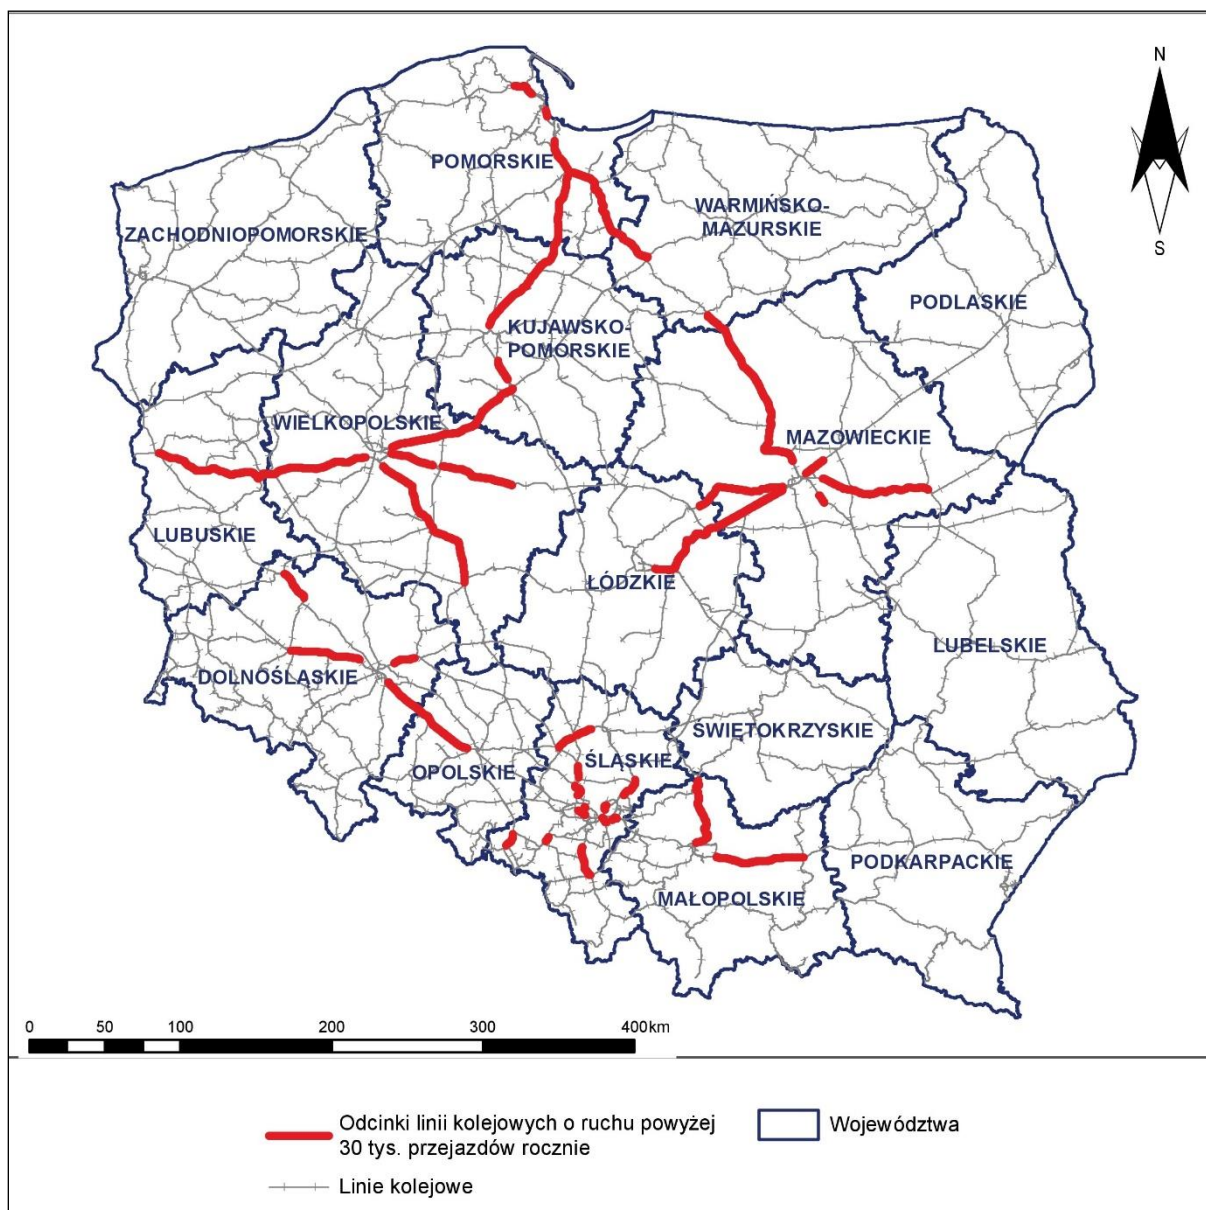 N
S
POMORSKIE
WARMIŃSKO-
MAZURSKIE
ZACHODNIOPOMORSKIE
PODLASKIE
KUJAWSKO-
POMORSKIE
WIELKOPOLSKIE
MAZOWIECKIE
LUBUSKIE
ŁÓDZKIE
LUBELSKIE
DOLNOŚLĄSKIE
ŚWIĘTOKRZYSKIE
OPOLSKIE
ŚLĄSKIE
PODKARPACKIE
MAŁOPOLSKIE
0 50 100 200 300 400km
Odcinki linii kolejowych o ruchu powyżej
30 tys. przejazdów rocznie
Województwa
Linie kolejowe